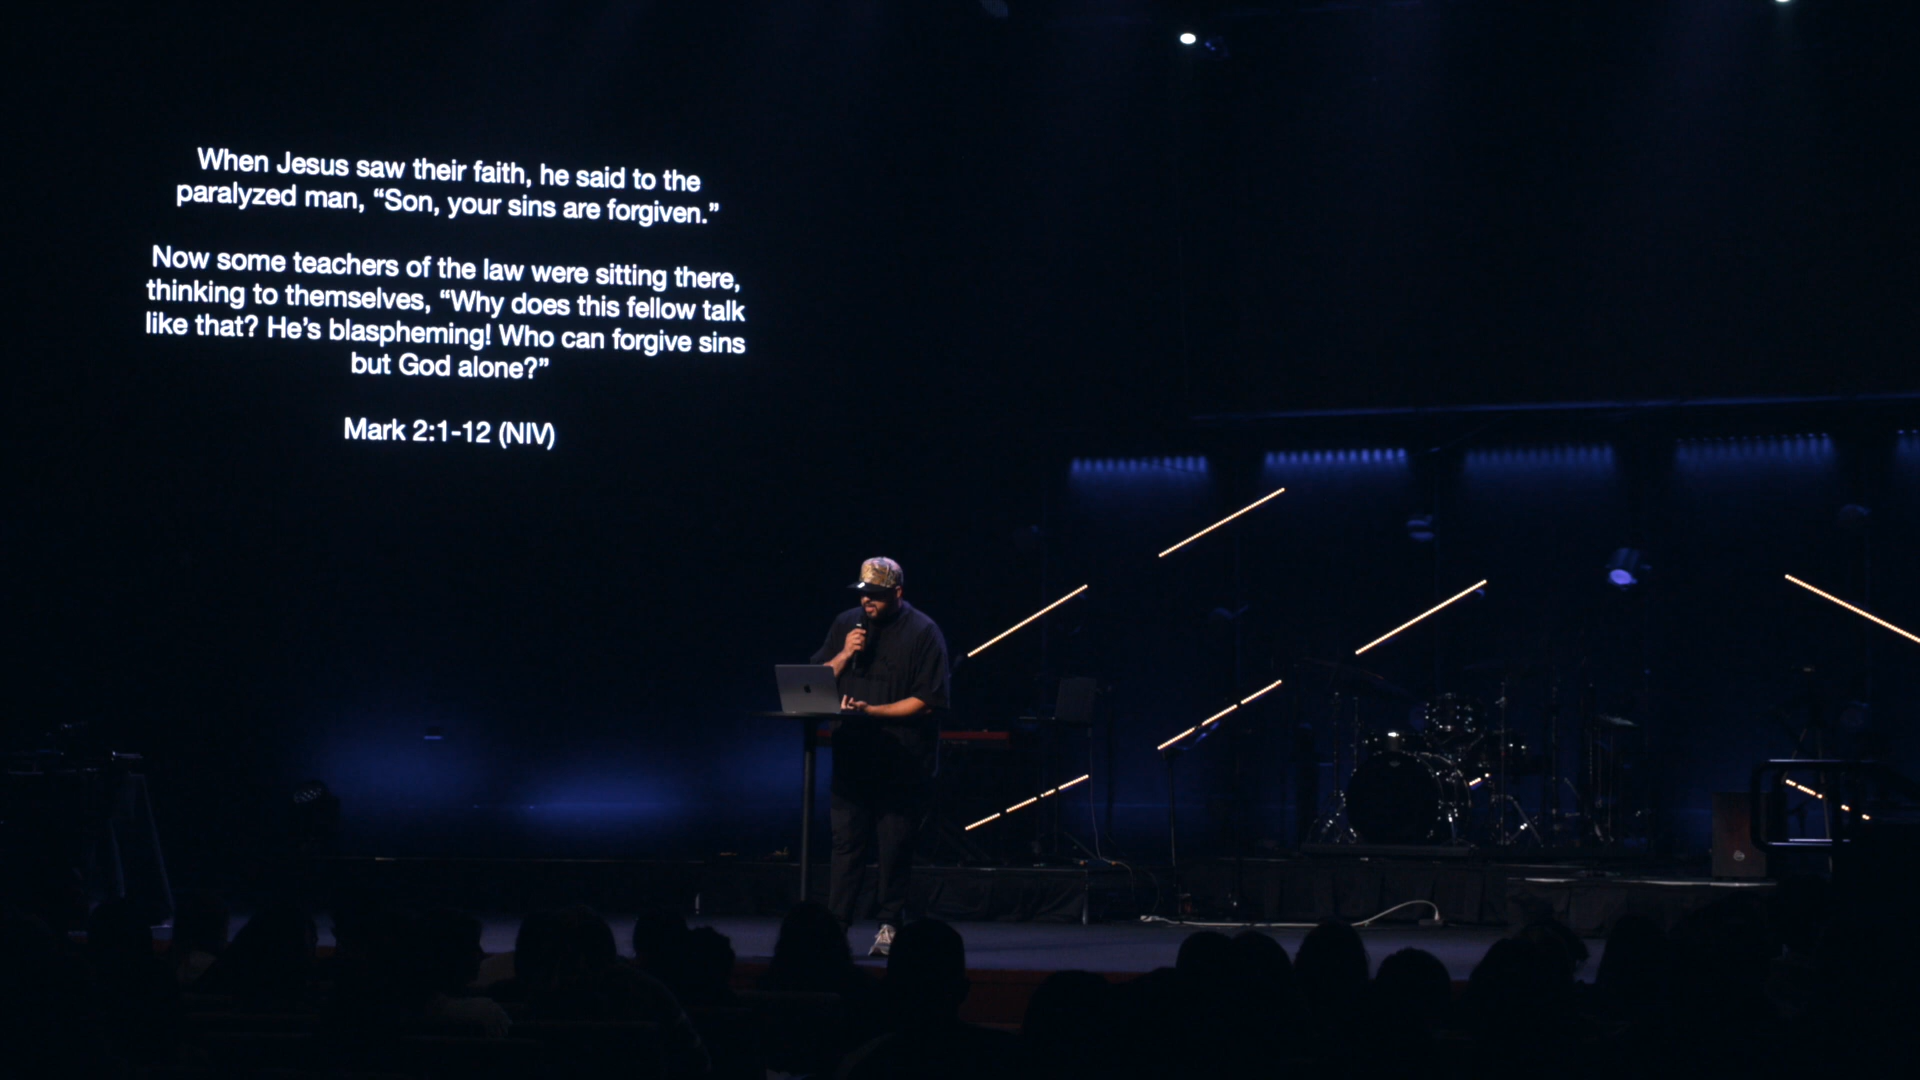 When Jesus saw their faith, he said to the
paralyzed man, “Son, your sins are forgiven.”
Now some teachers of the law were sitting there,
thinking to themselves, “Why does this fellow talk
like that? He’s blaspheming! Who can forgive sins
but God alone?”
Mark 2:1-12 (NIV)